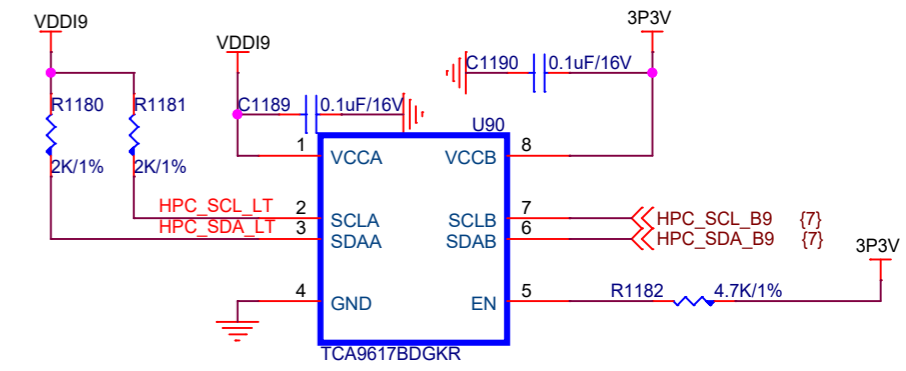 VDDI9
VDDI9
3P3V
C1190
0.1uF/16V
R1180
R1181
C1189
0.1uF/16V
U90
2K/1%
2K/1%
1
VCCA
VCCB
8
HPC_SCL_LT
2
SCLA
SCLB
7
HPC_SCL_B9 {7}
HPC_SDA_LT
3
SDAA
SDAB
6
HPC_SDA_B9 {7}
3P3V
4
GND
EN
5
R1182
4.7K/1%
TCA9617BDGKR